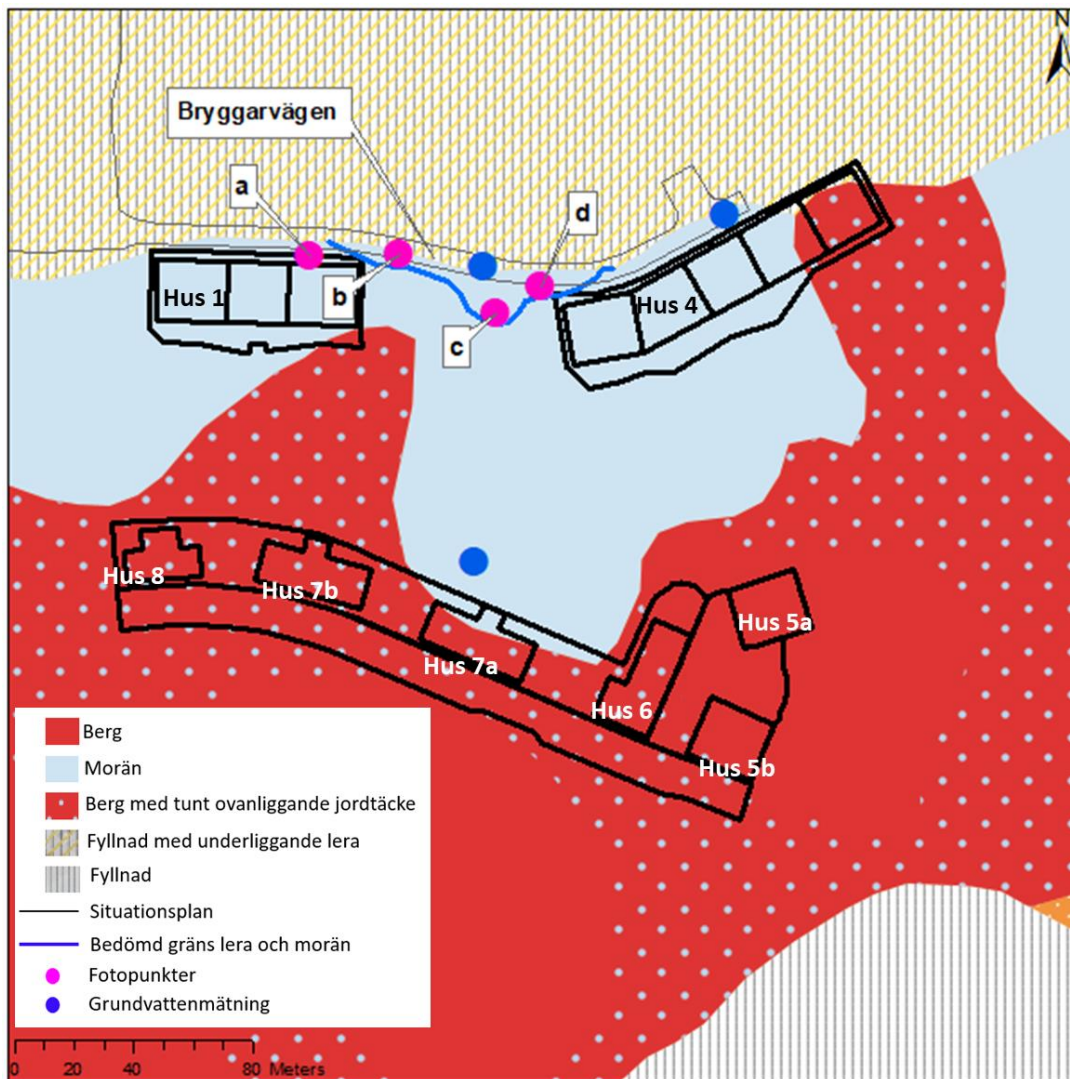 N
Bryggarvägen
a
d
b
Hus 1
Hus 4
c
Hus 8
Hus 7b
Hus 5a
Hus 7a
Hus 6
Hus 5b
Berg
Morän
Berg med tunt ovanliggande jordtäcke
Fyllnad med underliggande lera
Fyllnad
Situationsplan
Bedömd gräns lera och morän
Fotopunkter
Grundvattenmätning
0 20 40 80 Meters